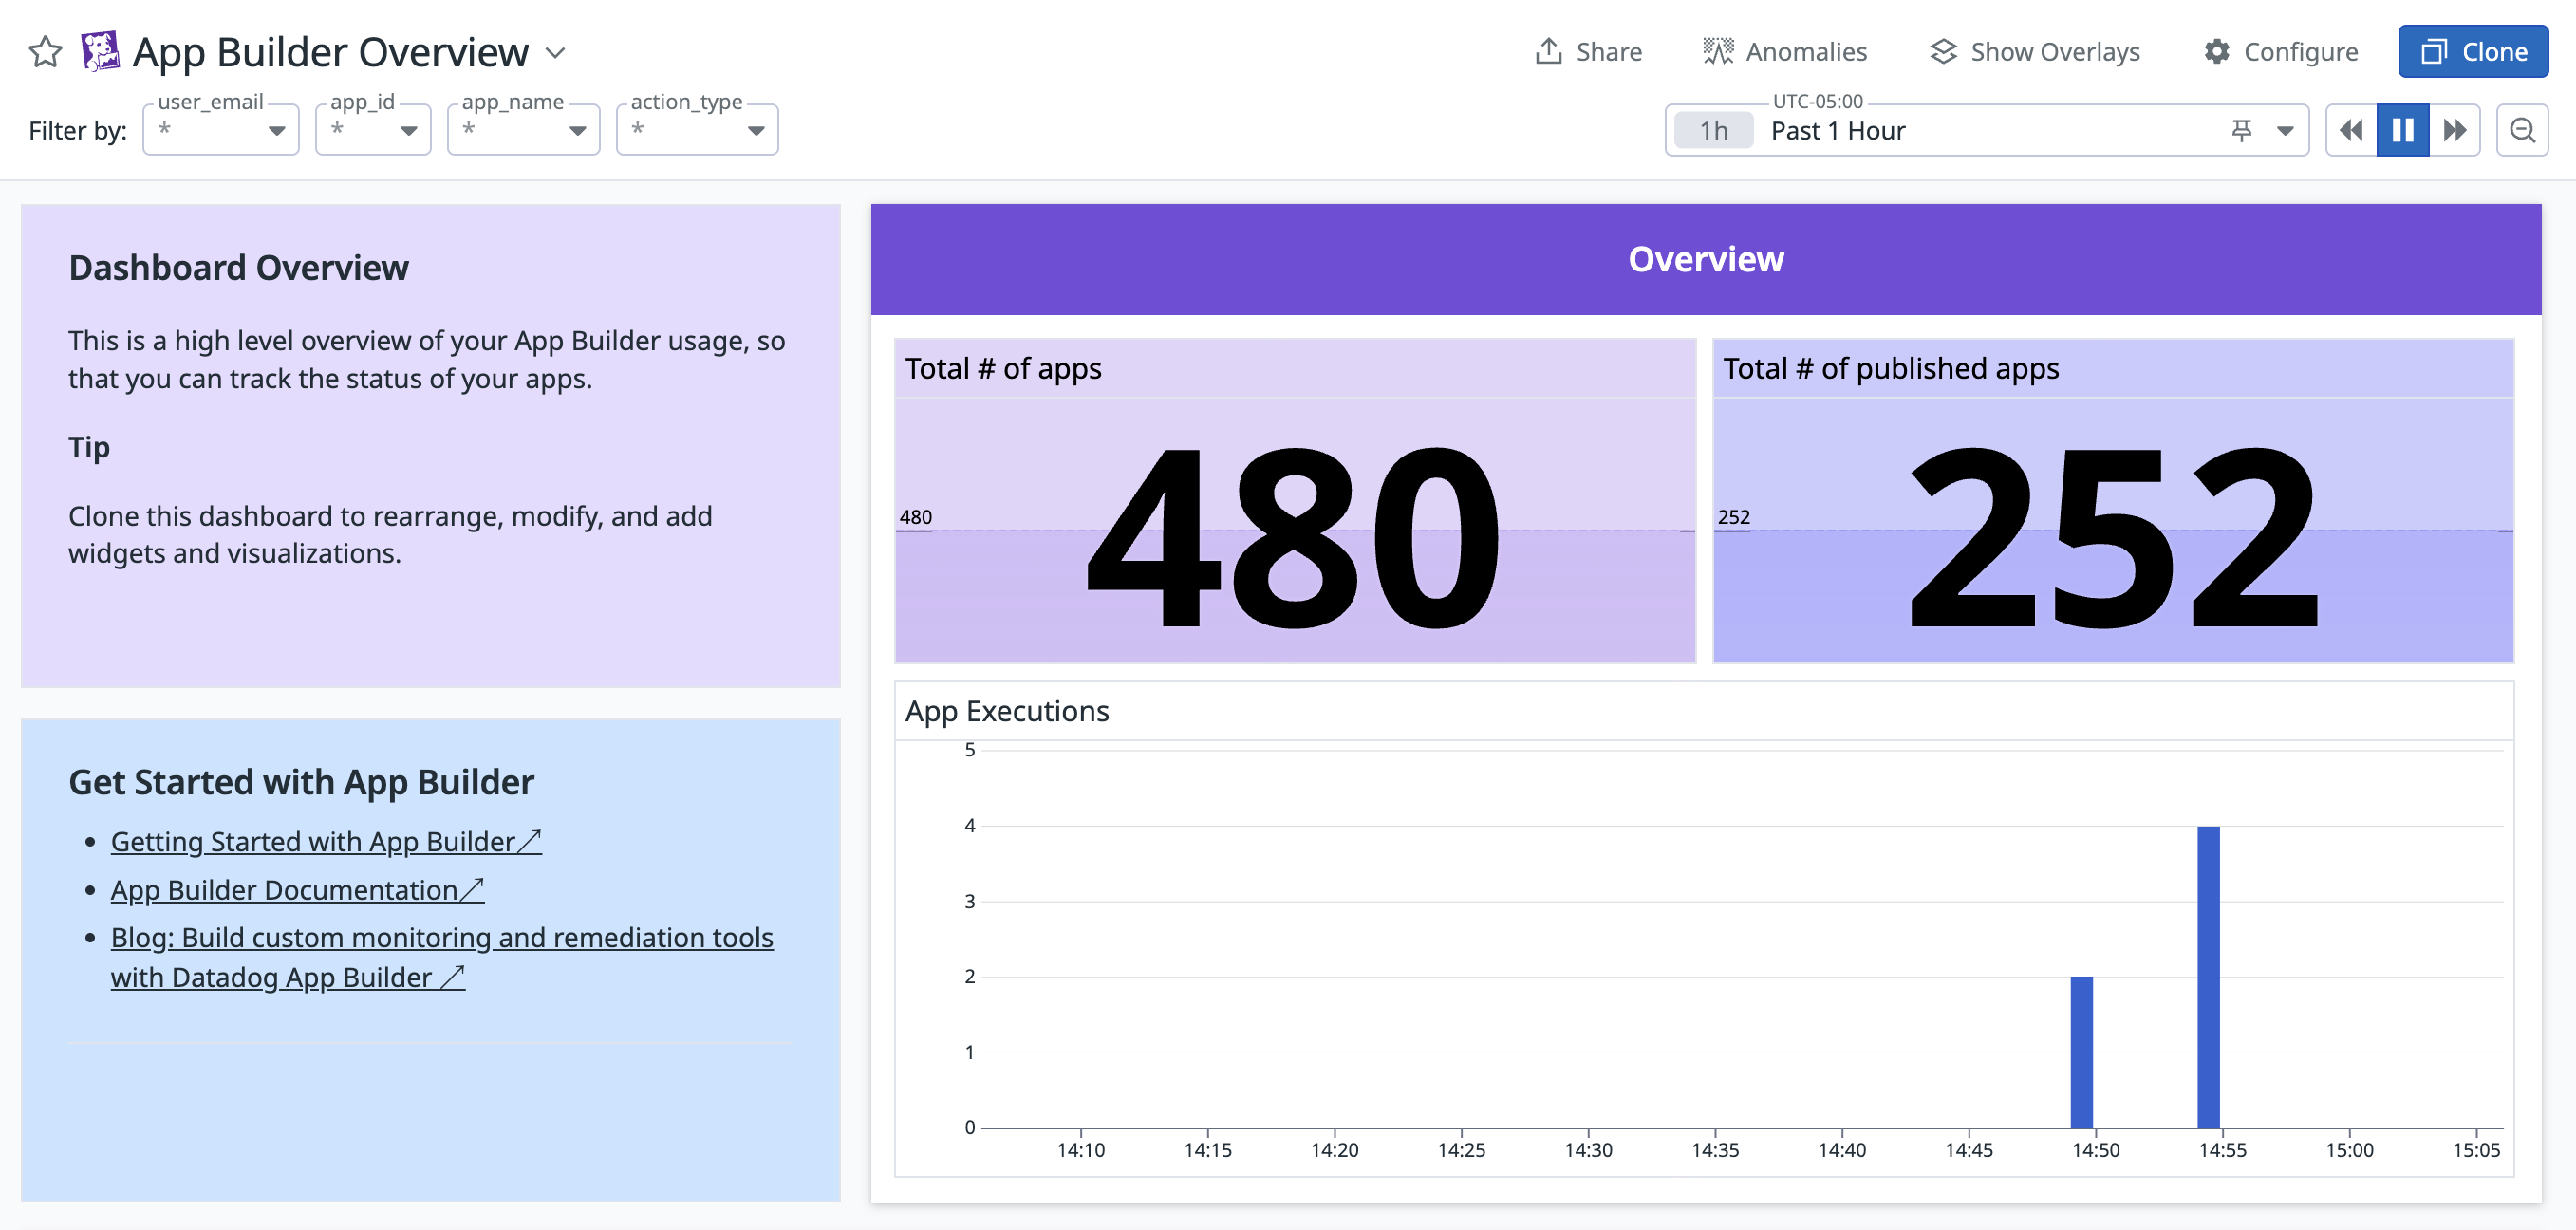 App Builder Overview
Share
Anomalies
Show Overlays
Configure
Clone
Filter by:
user_email
*
app_id
*
app_name
*
action_type
*
UTC-05:00
1h
Past 1 Hour
Dashboard Overview
This is a high level overview of your App Builder usage, so
that you can track the status of your apps.
Tip
Clone this dashboard to rearrange, modify, and add
widgets and visualizations.
Get Started with App Builder
Getting Started with App Builder
App Builder Documentation
Blog: Build custom monitoring and remediation tools
with Datadog App Builder
Overview
Total # of apps
480
480
Total # of published apps
252
252
App Executions
5
4
3
2
1
0
14:10 14:15 14:20 14:25 14:30 14:35 14:40 14:45 14:50 14:55 15:00 15:05